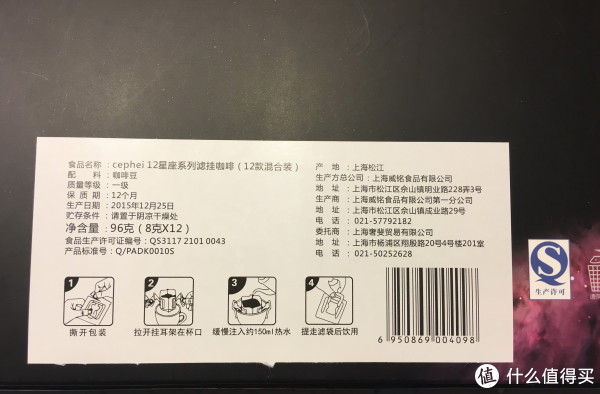 食品名称：cephei 12星座系列滤挂咖啡（12款混合装）
配 料：咖啡豆
质量等级：一级
保 质 期：12个月
生产日期：2015年12月25日
贮存条件：请置于阴凉干燥处
净含量：96克（8克X12）
食品生产许可证编号：QS3117 2101 0043
产品标准号：Q/PADK0010S
产 地：上海松江
生产方总公司：上海威铭食品有限公司
地 址：上海市松江区佘山镇明业路228弄3号
生产商：上海威铭食品有限公司第一分公司
地 址：上海市松江区佘山镇成业路29号
电 话：021-57792182
委托商：上海奢斐贸易有限公司
地 址：上海市杨浦区翔殷路20号4号楼201室
电 话：021-50252628
1
撕开包装
2
拉开挂耳架在杯口
3
缓慢注入约150ml热水
4
提走滤袋后饮用
6 950869 004098
QS
生产许可
值 什么值得买